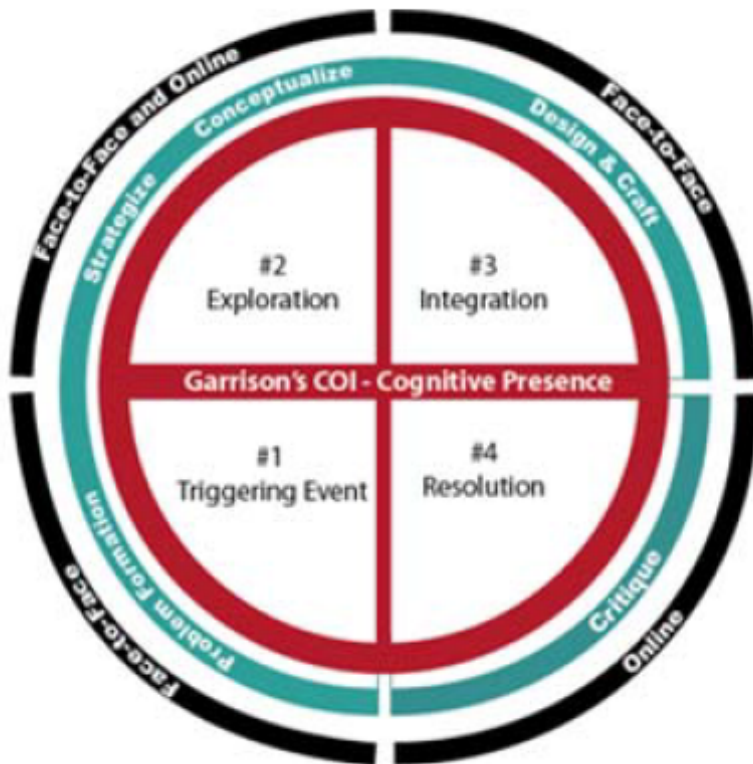 Face-to-Face and Online
Face-to-Face
Strategize
Conceptualize
Design & Craft
#2
Exploration
#3
Integration
Garrison's COI - Cognitive Presence
#1
Triggering Event
#4
Resolution
Problem Formation
Critique
Face-to-Face
Online